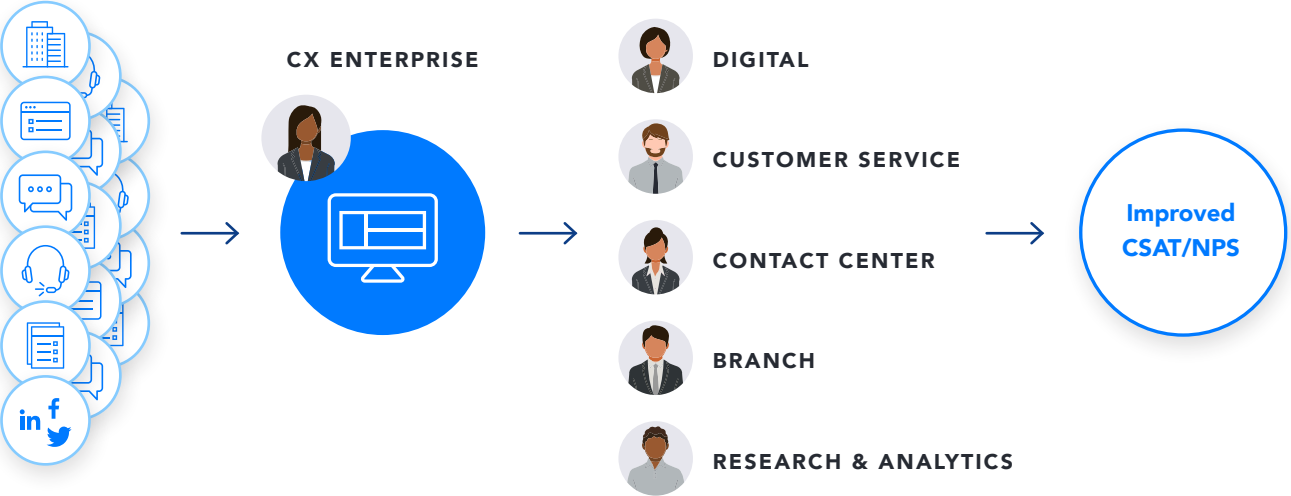 CX ENTERPRISE
DIGITAL
CUSTOMER SERVICE
CONTACT CENTER
BRANCH
RESEARCH & ANALYTICS
Improved
CSAT/NPS
in
f